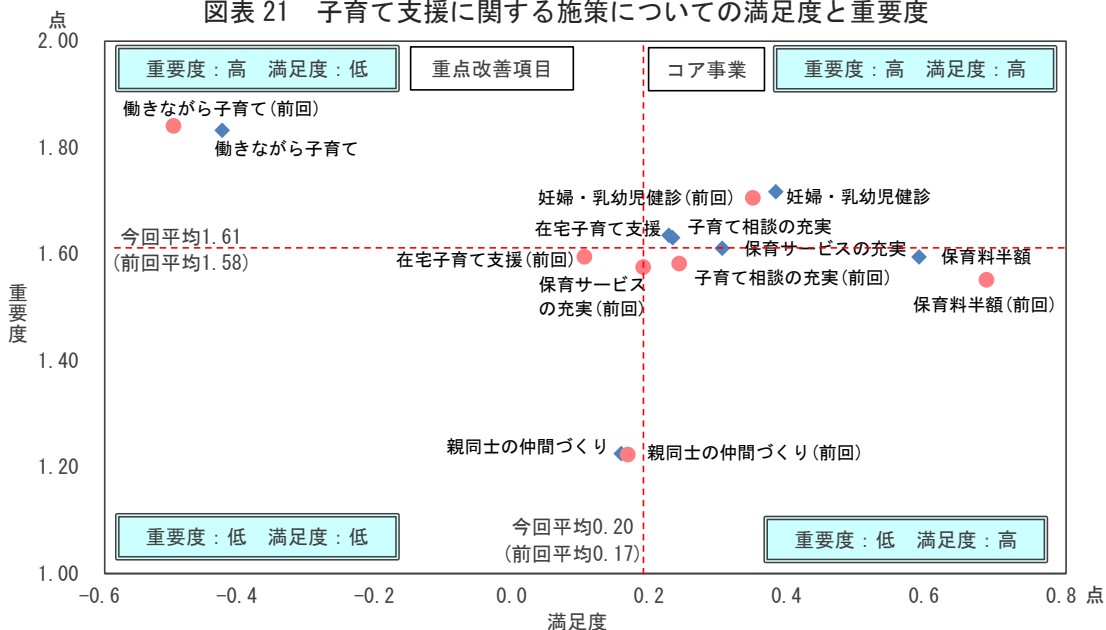 図表 21　子育て支援に関する施策についての満足度と重要度
点
2.00
1.80
1.60
1.40
1.20
1.00
重要度
重要度：高　満足度：低
重点改善項目
コア事業
重要度：高　満足度：高
働きながら子育て(前回)
働きながら子育て
妊婦・乳幼児健診(前回)
妊婦・乳幼児健診
在宅子育て支援
子育て相談の充実
今回平均1.61
(前回平均1.58)
保育サービスの充実
保育料半額
在宅子育て支援(前回)
保育サービス
の充実(前回)
子育て相談の充実(前回)
保育料半額(前回)
親同士の仲間づくり
親同士の仲間づくり(前回)
今回平均0.20
(前回平均0.17)
重要度：低　満足度：低
重要度：低　満足度：高
-0.6
-0.4
-0.2
0.0
0.2
0.4
0.6
0.8
点
満足度